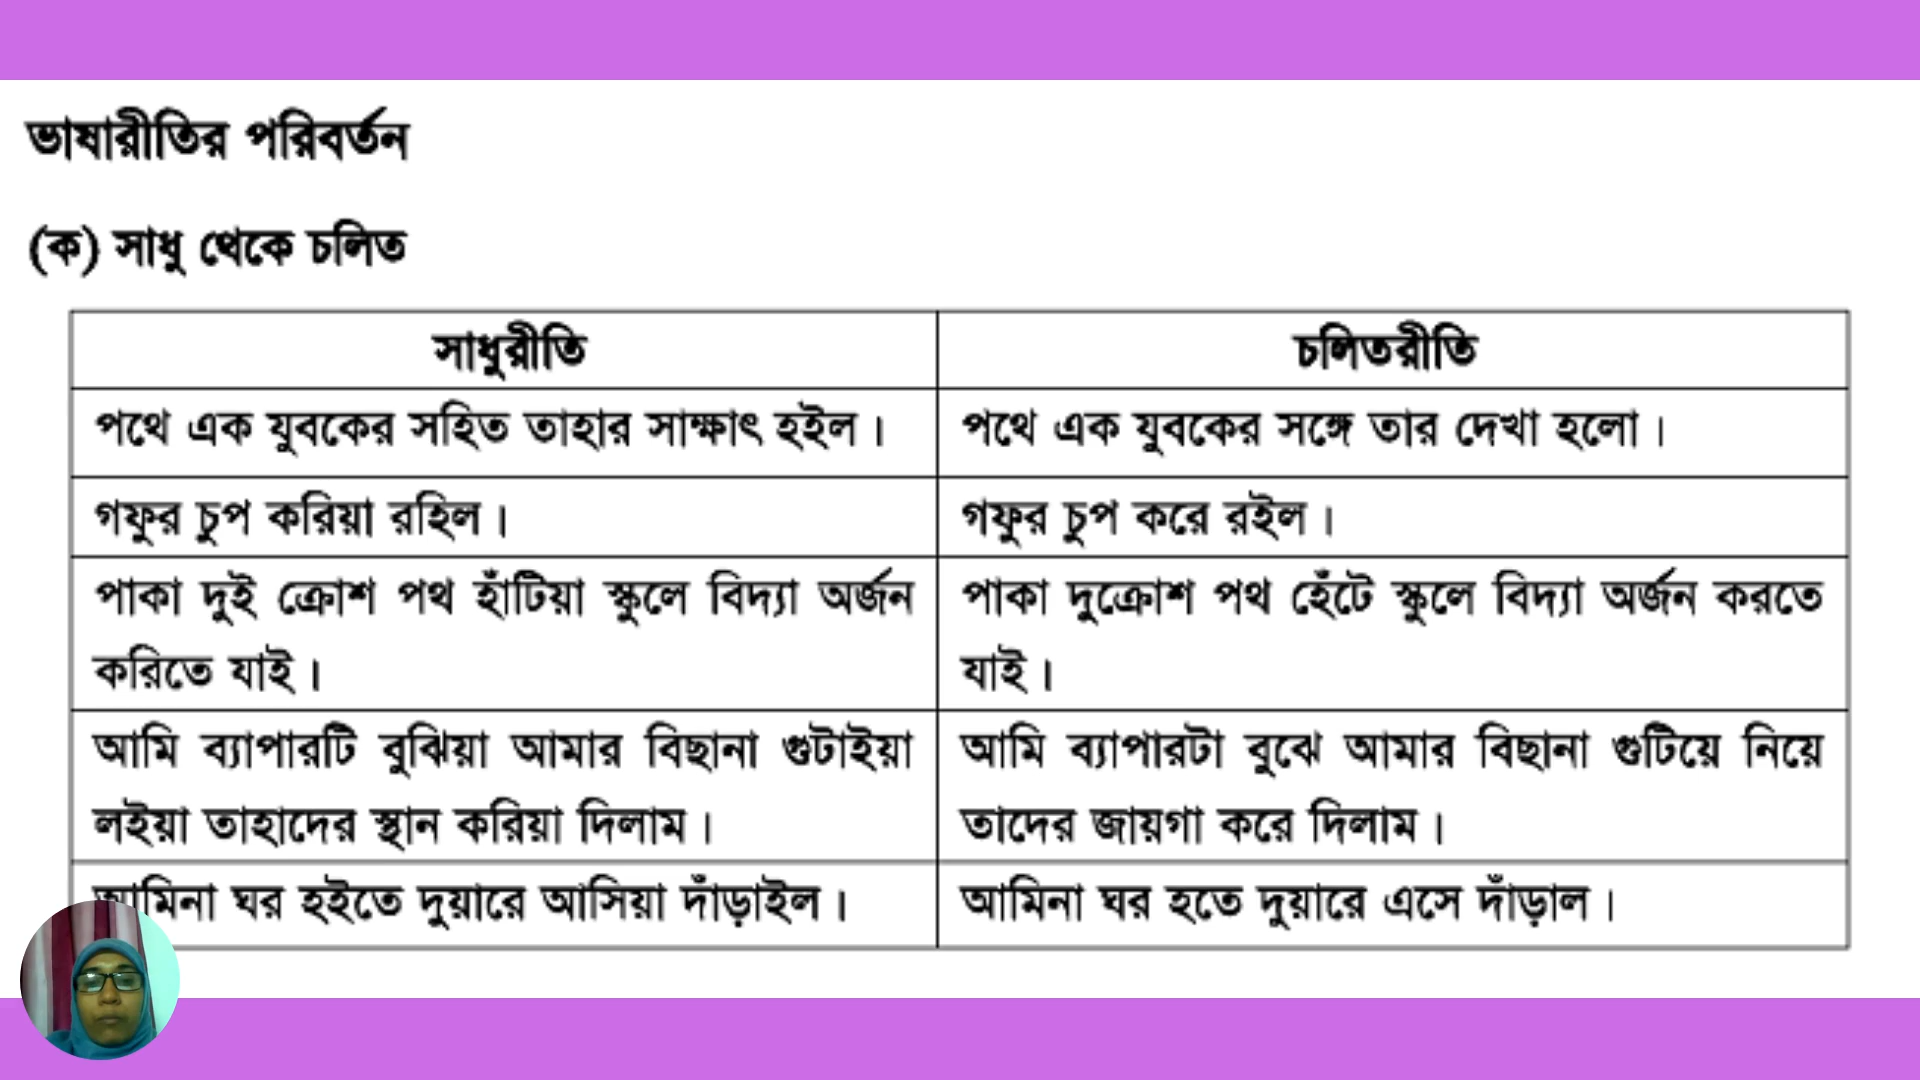 ভাষারীতির পরিবর্তন
(ক) সাধু থেকে চলিত
সাধুরীতি
চলিতরীতি
পথে এক যুবকের সহিত তাহার সাক্ষাৎ হইল।
পথে এক যুবকের সঙ্গে তার দেখা হলো।
গফুর চুপ করিয়া রহিল।
গফুর চুপ করে রইল।
পাকা দুই ক্রোশ পথ হাঁটিয়া স্কুলে বিদ্যা অর্জন
করিতে যাই।
পাকা দুক্রোশ পথ হেঁটে স্কুলে বিদ্যা অর্জন করতে
যাই।
আমি ব্যাপারটি বুঝিয়া আমার বিছানা গুটাইয়া
লইয়া তাহাদের স্থান করিয়া দিলাম।
আমি ব্যাপারটা বুঝে আমার বিছানা গুটিয়ে নিয়ে
তাদের জায়গা করে দিলাম।
আমিনা ঘর হইতে দুয়ারে আসিয়া দাঁড়াইল।
আমিনা ঘর হতে দুয়ারে এসে দাঁড়াল।